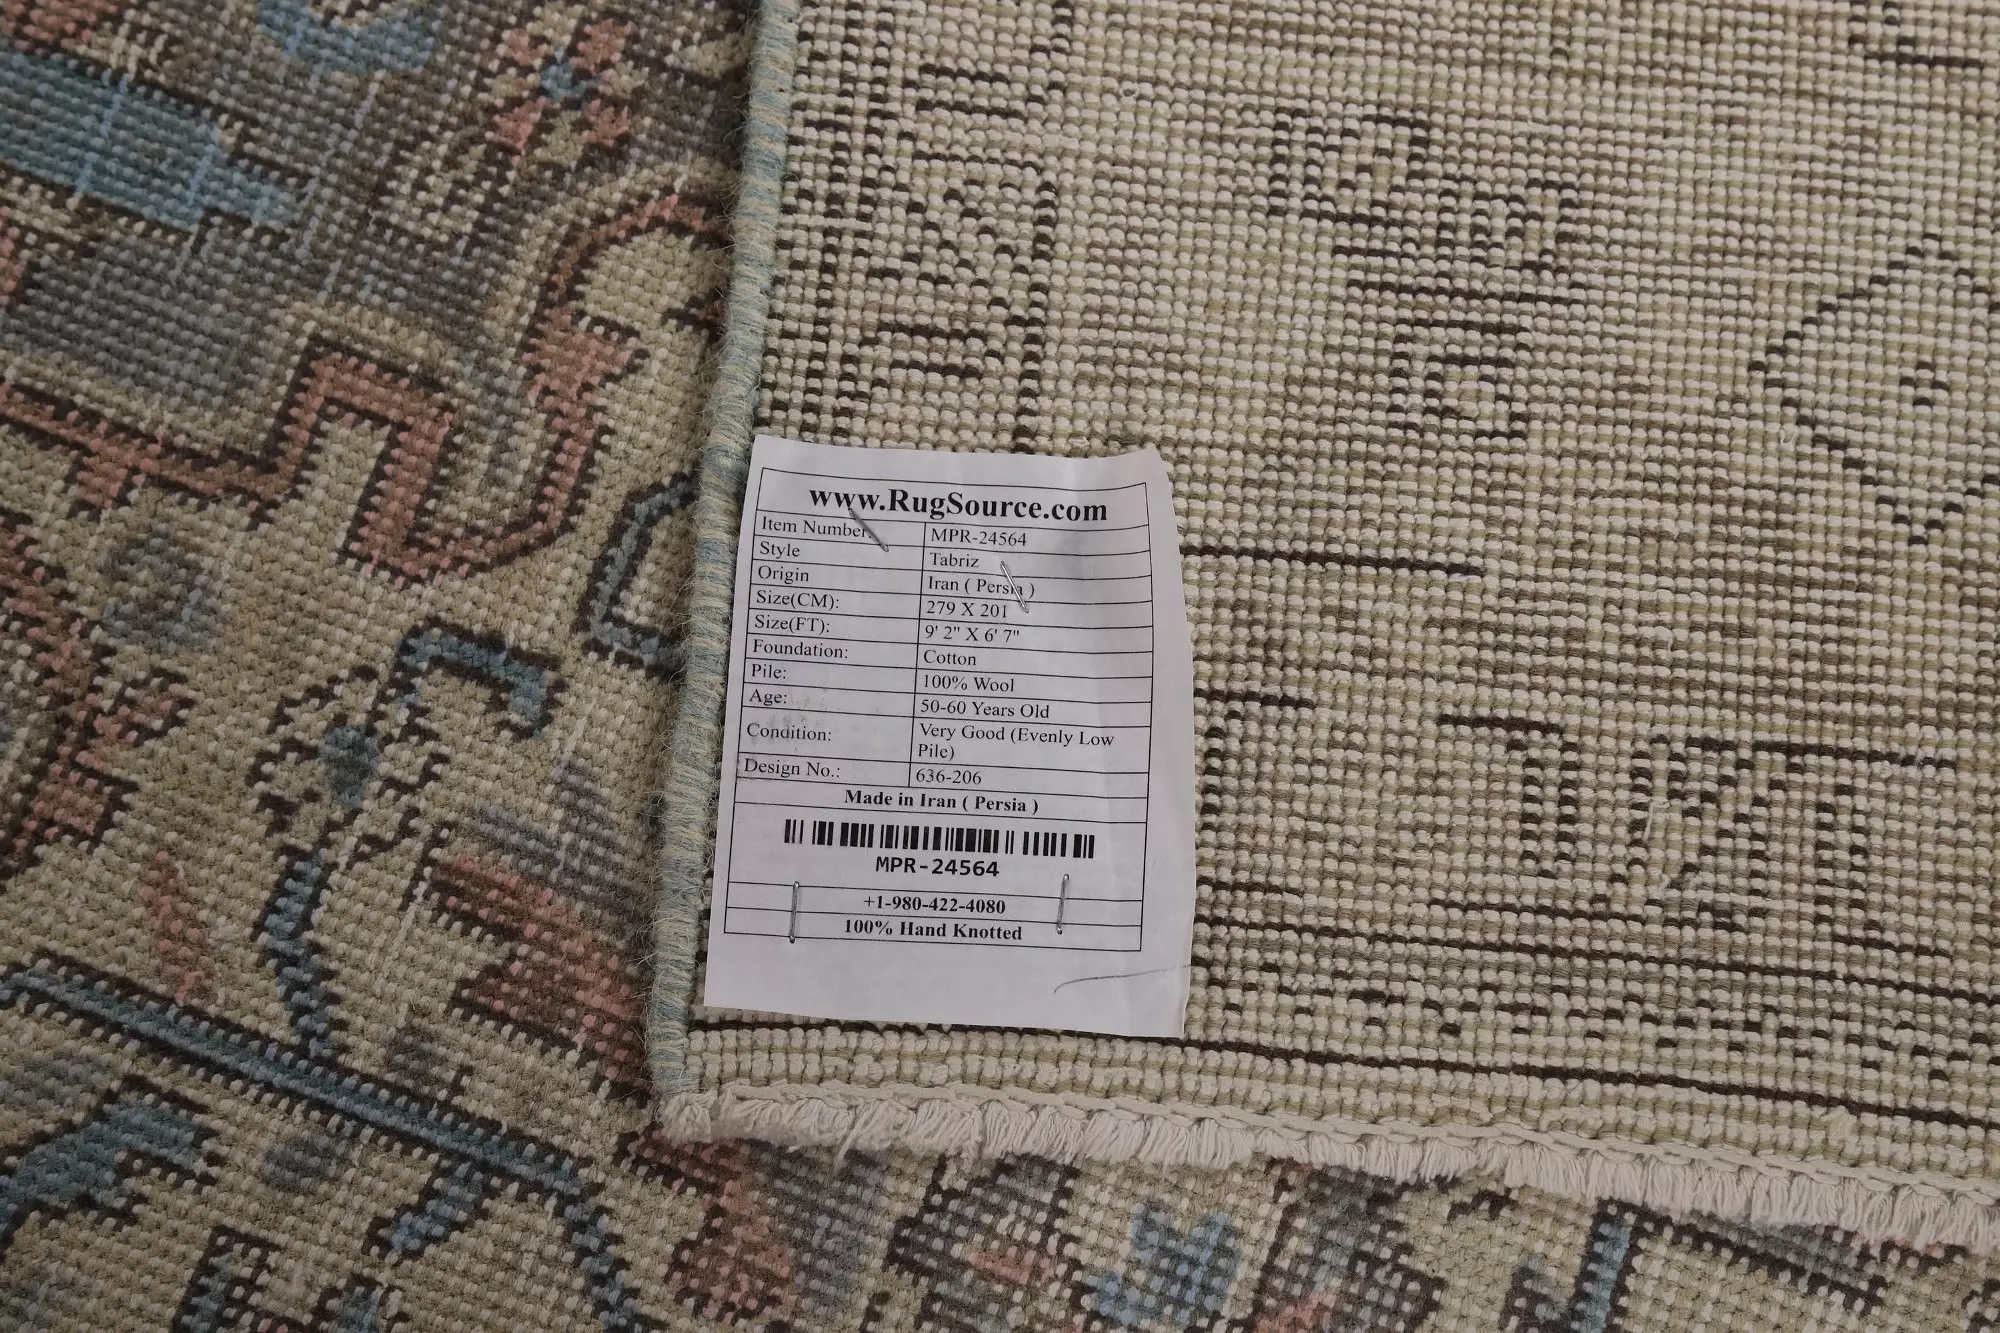 www.RugSource.com
Item Number: MPR-24564
Style Tabriz
Origin Iran ( Persia )
Size(CM): 279 X 201
Size(FT): 9' 2" X 6' 7"
Foundation: Cotton
Pile: 100% Wool
Age: 50-60 Years Old
Condition: Very Good (Evenly Low
Pile)
Design No.: 636-206
Made in Iran ( Persia )
MPR-24564
+1-980-422-4080
100% Hand Knotted